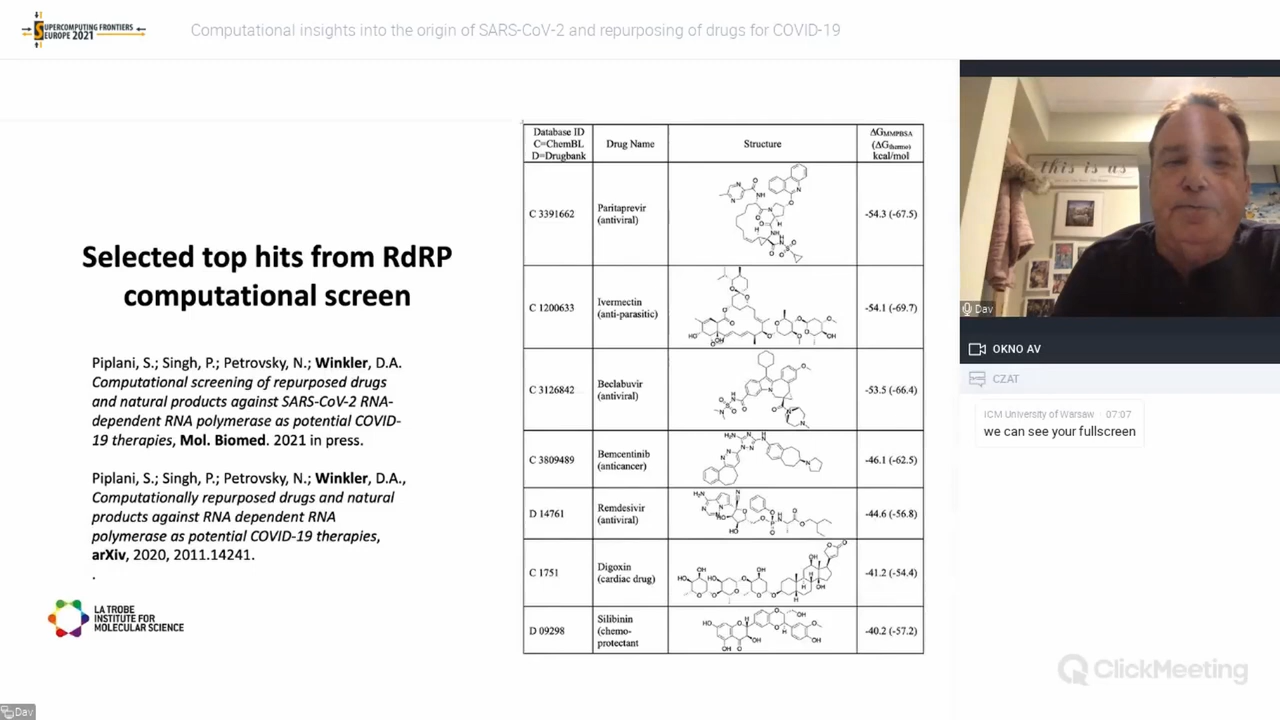 SUPERCOMPUTING FRONTIERS
EUROPE 2021
Computational insights into the origin of SARS-CoV-2 and repurposing of drugs for COVID-19
Selected top hits from RdRP
computational screen
Piplani, S.; Singh, P.; Petrovsky, N.; Winkler, D.A.
Computational screening of repurposed drugs
and natural products against SARS-CoV-2 RNA-
dependent RNA polymerase as potential COVID-
19 therapies, Mol. Biomed. 2021 in press.
Piplani, S.; Singh, P.; Petrovsky, N.; Winkler, D.A.,
Computationally repurposed drugs and natural
products against RNA dependent RNA
polymerase as potential COVID-19 therapies,
arXiv, 2020, 2011.14241.
.
LA TROBE
INSTITUTE FOR
MOLECULAR SCIENCE
Database ID
C=ChemBL
D=Drugbank
Drug Name
Structure
ΔGMMPBSA
(ΔGthermo)
kcal/mol
C 3391662
Paritaprevir
(antiviral)
-54.3 (-67.5)
C 1200633
Ivermectin
(anti-parasitic)
-54.1 (-69.7)
C 3126842
Beclabuvir
(antiviral)
-53.5 (-66.4)
C 3809489
Bemcentinib
(anticancer)
-46.1 (-62.5)
D 14761
Remdesivir
(antiviral)
-44.6 (-56.8)
C 1751
Digoxin
(cardiac drug)
-41.2 (-54.4)
D 09298
Silibinin
(chemo-
protectant
-40.2 (-57.2)
this is us
Dav
OKNO AV
CZAT
ICM University of Warsaw · 07:07
we can see your fullscreen
ClickMeeting
Dav